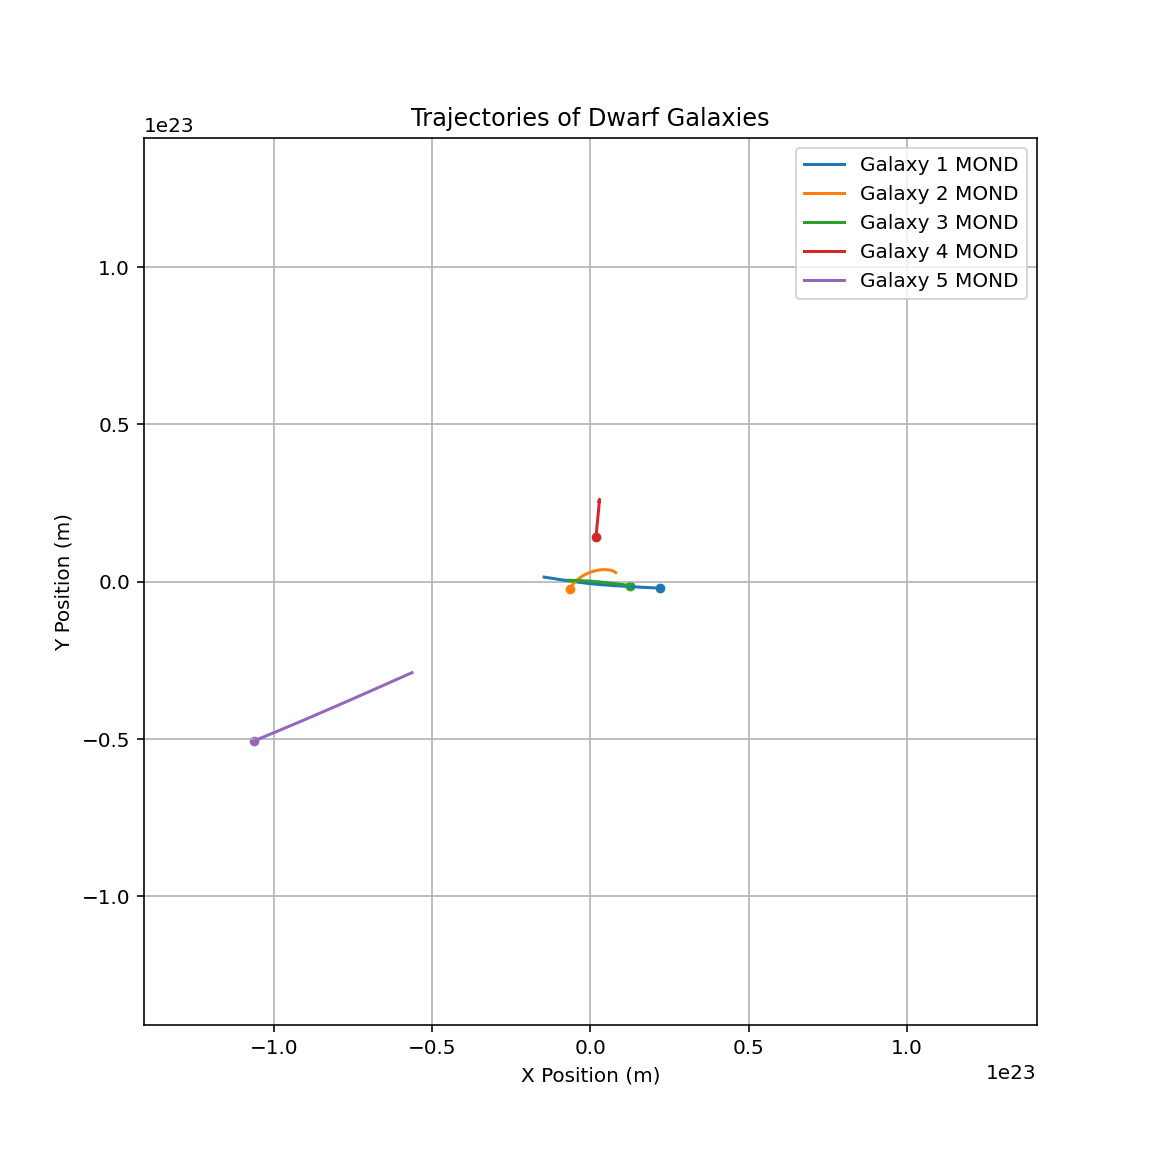 Trajectories of Dwarf Galaxies
1e23
Galaxy 1 MOND
Galaxy 2 MOND
Galaxy 3 MOND
Galaxy 4 MOND
Galaxy 5 MOND
1.0
0.5
0.0
−0.5
−1.0
Y Position (m)
−1.0
−0.5
0.0
0.5
1.0
X Position (m)
1e23